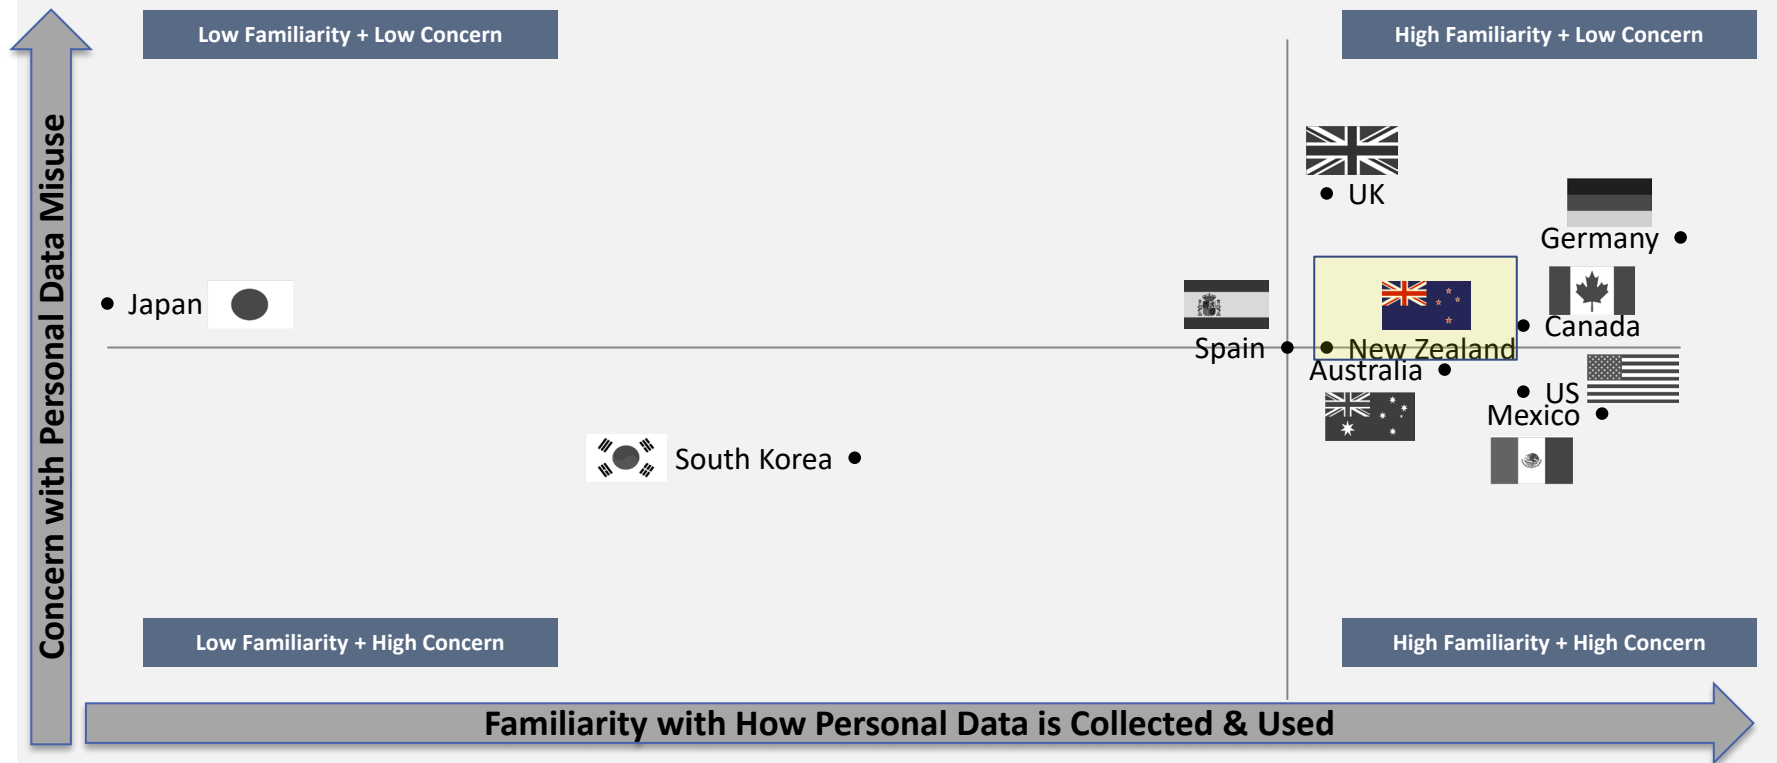 Low Familiarity + Low Concern
High Familiarity + Low Concern
Concern with Personal Data Misuse
UK
Germany
Japan
Canada
Spain
New Zealand
Australia
US
Mexico
South Korea
Low Familiarity + High Concern
High Familiarity + High Concern
Familiarity with How Personal Data is Collected & Used